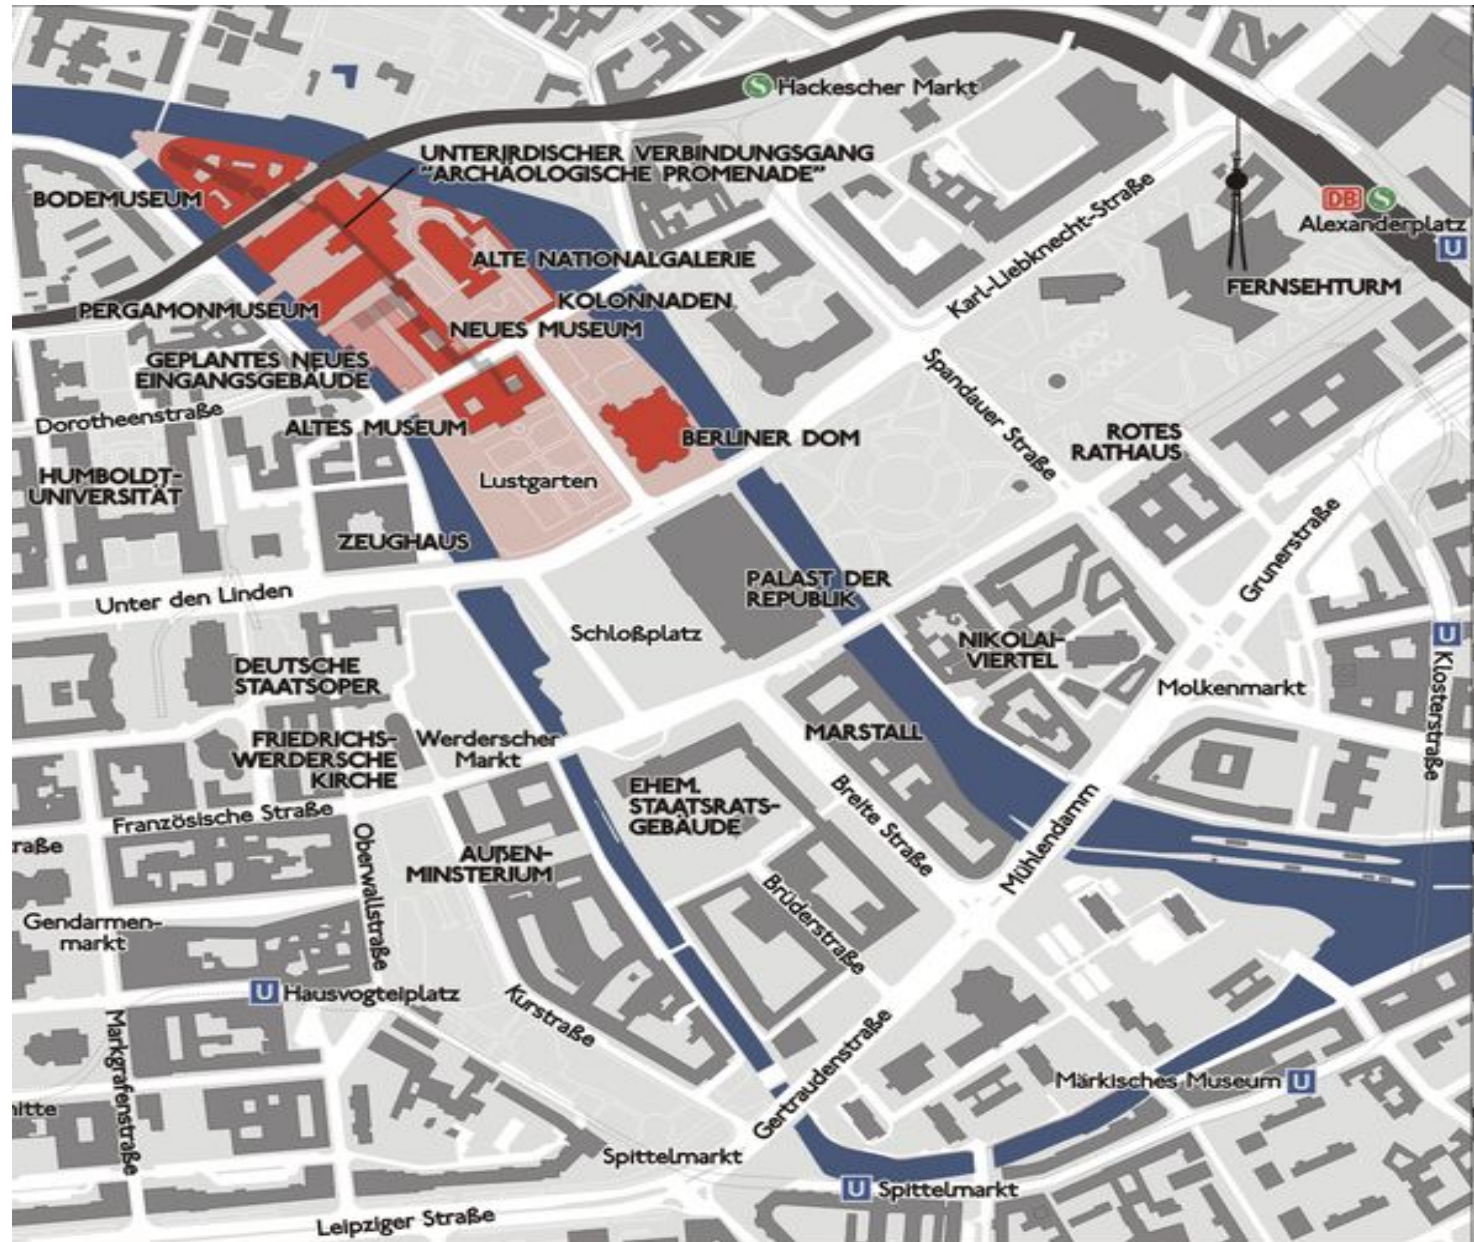 S Hackescher Markt
UNTERIRDISCHER VERBINDUNGSGANG
"ARCHÄOLOGISCHE PROMENADE"
BODEMUSEUM
Karl-Liebknecht-Straße
DB S
Alexanderplatz
U
ALTE NATIONALGALERIE
FERNSEHTURM
KOLONNADEN
PERGAMONMUSEUM
NEUES MUSEUM
GEPLANTES NEUES
EINGANGSGEBÄUDE
Spandauer Straße
Dorotheenstraße
ALTES MUSEUM
BERLINER DOM
ROTES
RATHAUS
HUMBOLDT-
UNIVERSITÄT
Lustgarten
ZEUGHAUS
Grunerstraße
PALAST DER
REPUBLIK
Unter den Linden
Schloßplatz
NIKOLAI-
VIERTEL
U
Klosterstraße
DEUTSCHE
STAATSOPER
Molkenmarkt
FRIEDRICHS-
WERDERSCHE
KIRCHE
Werderscher
Markt
MARSTALL
EHEM.
STAATSRATS-
GEBÄUDE
Breite Straße
Französische Straße
raße
Oberwallstraße
AUßEN-
MINSTERIUM
Mühlendamm
Brüderstraße
Gendarmen-
markt
U Hausvogteiplatz
Kurstraße
Markgrafenstraße
Gertraudenstraße
Märkisches Museum U
nitte
Spittelmarkt
U Spittelmarkt
Leipziger Straße